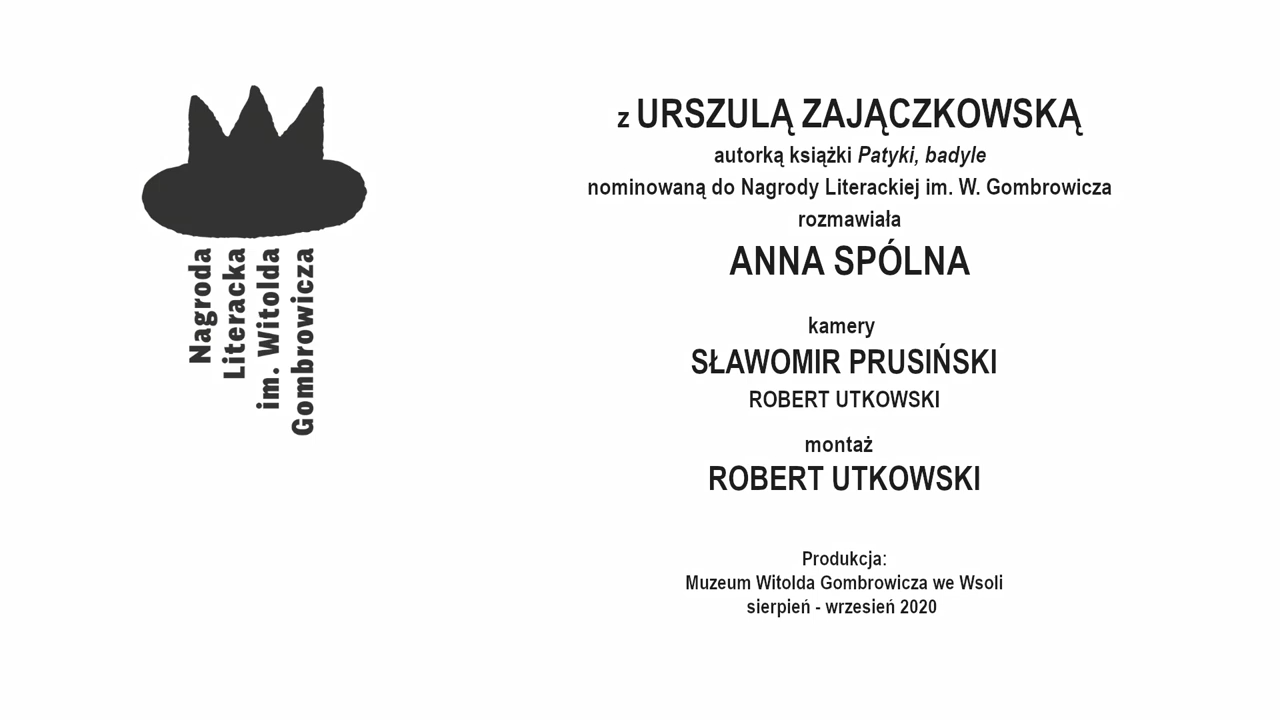 Nagroda
Literacka
im. Witolda
Gombrowicza
z URSZULĄ ZAJĄCZKOWSKĄ
autorką książki Patyki, badyle
nominowaną do Nagrody Literackiej im. W. Gombrowicza
rozmawiała
ANNA SPÓLNA
kamery
SŁAWOMIR PRUSIŃSKI
ROBERT UTKOWSKI
montaż
ROBERT UTKOWSKI
Produkcja:
Muzeum Witolda Gombrowicza we Wsoli
sierpień - wrzesień 2020